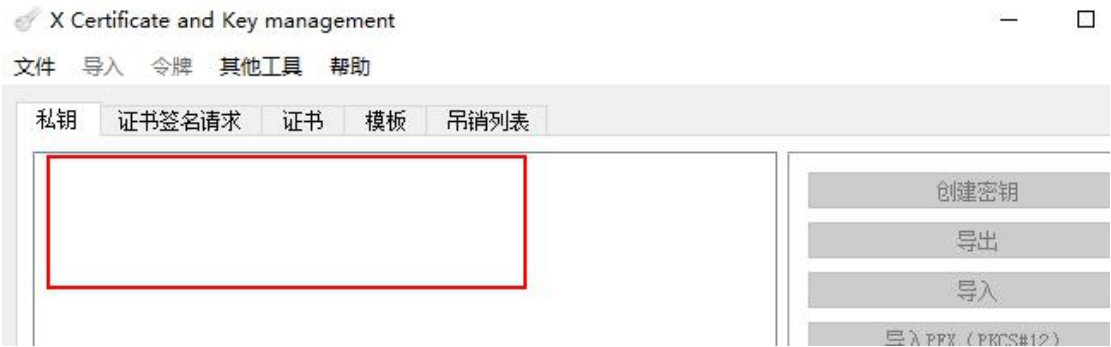 X Certificate and Key management
文件 导入 令牌 其他工具 帮助
私钥 证书签名请求 证书 模板 吊销列表
创建密钥
导出
导入
导入PFX (PKCS#12)